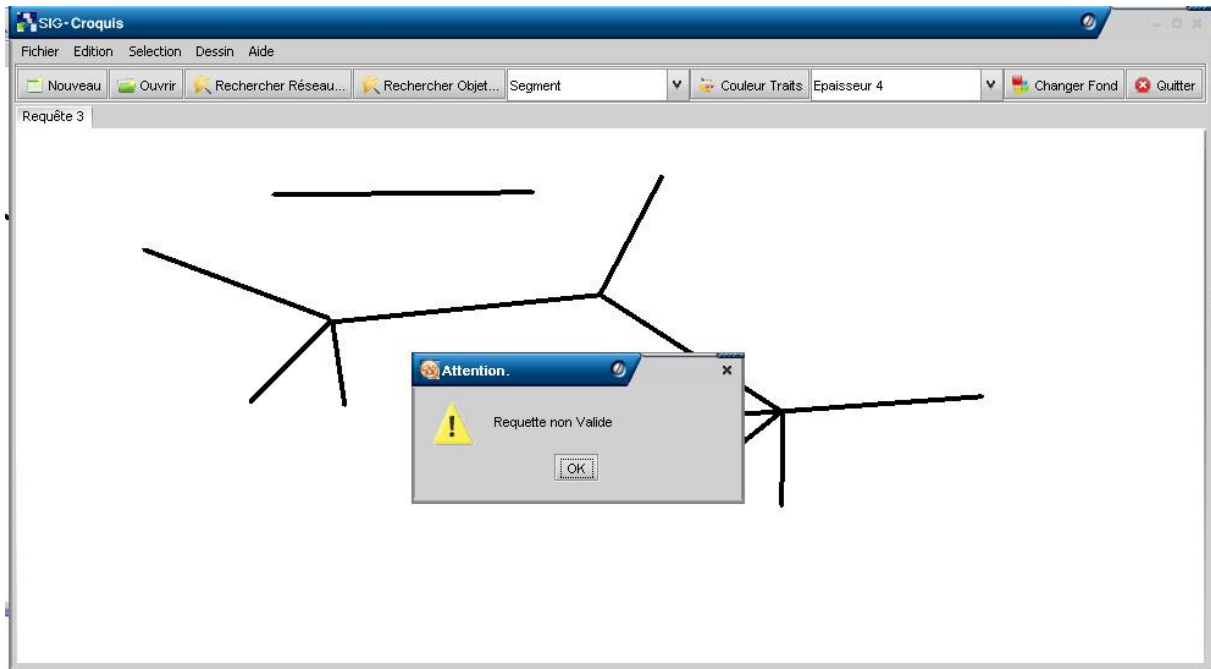 SIG-Croquis
Fichier Edition Selection Dessin Aide
Nouveau Ouvrir Rechercher Réseau... Rechercher Objet... Segment Couleur Traits Epaisseur 4 Changer Fond Quitter
Requête 3
Attention.
Requette non Valide
OK